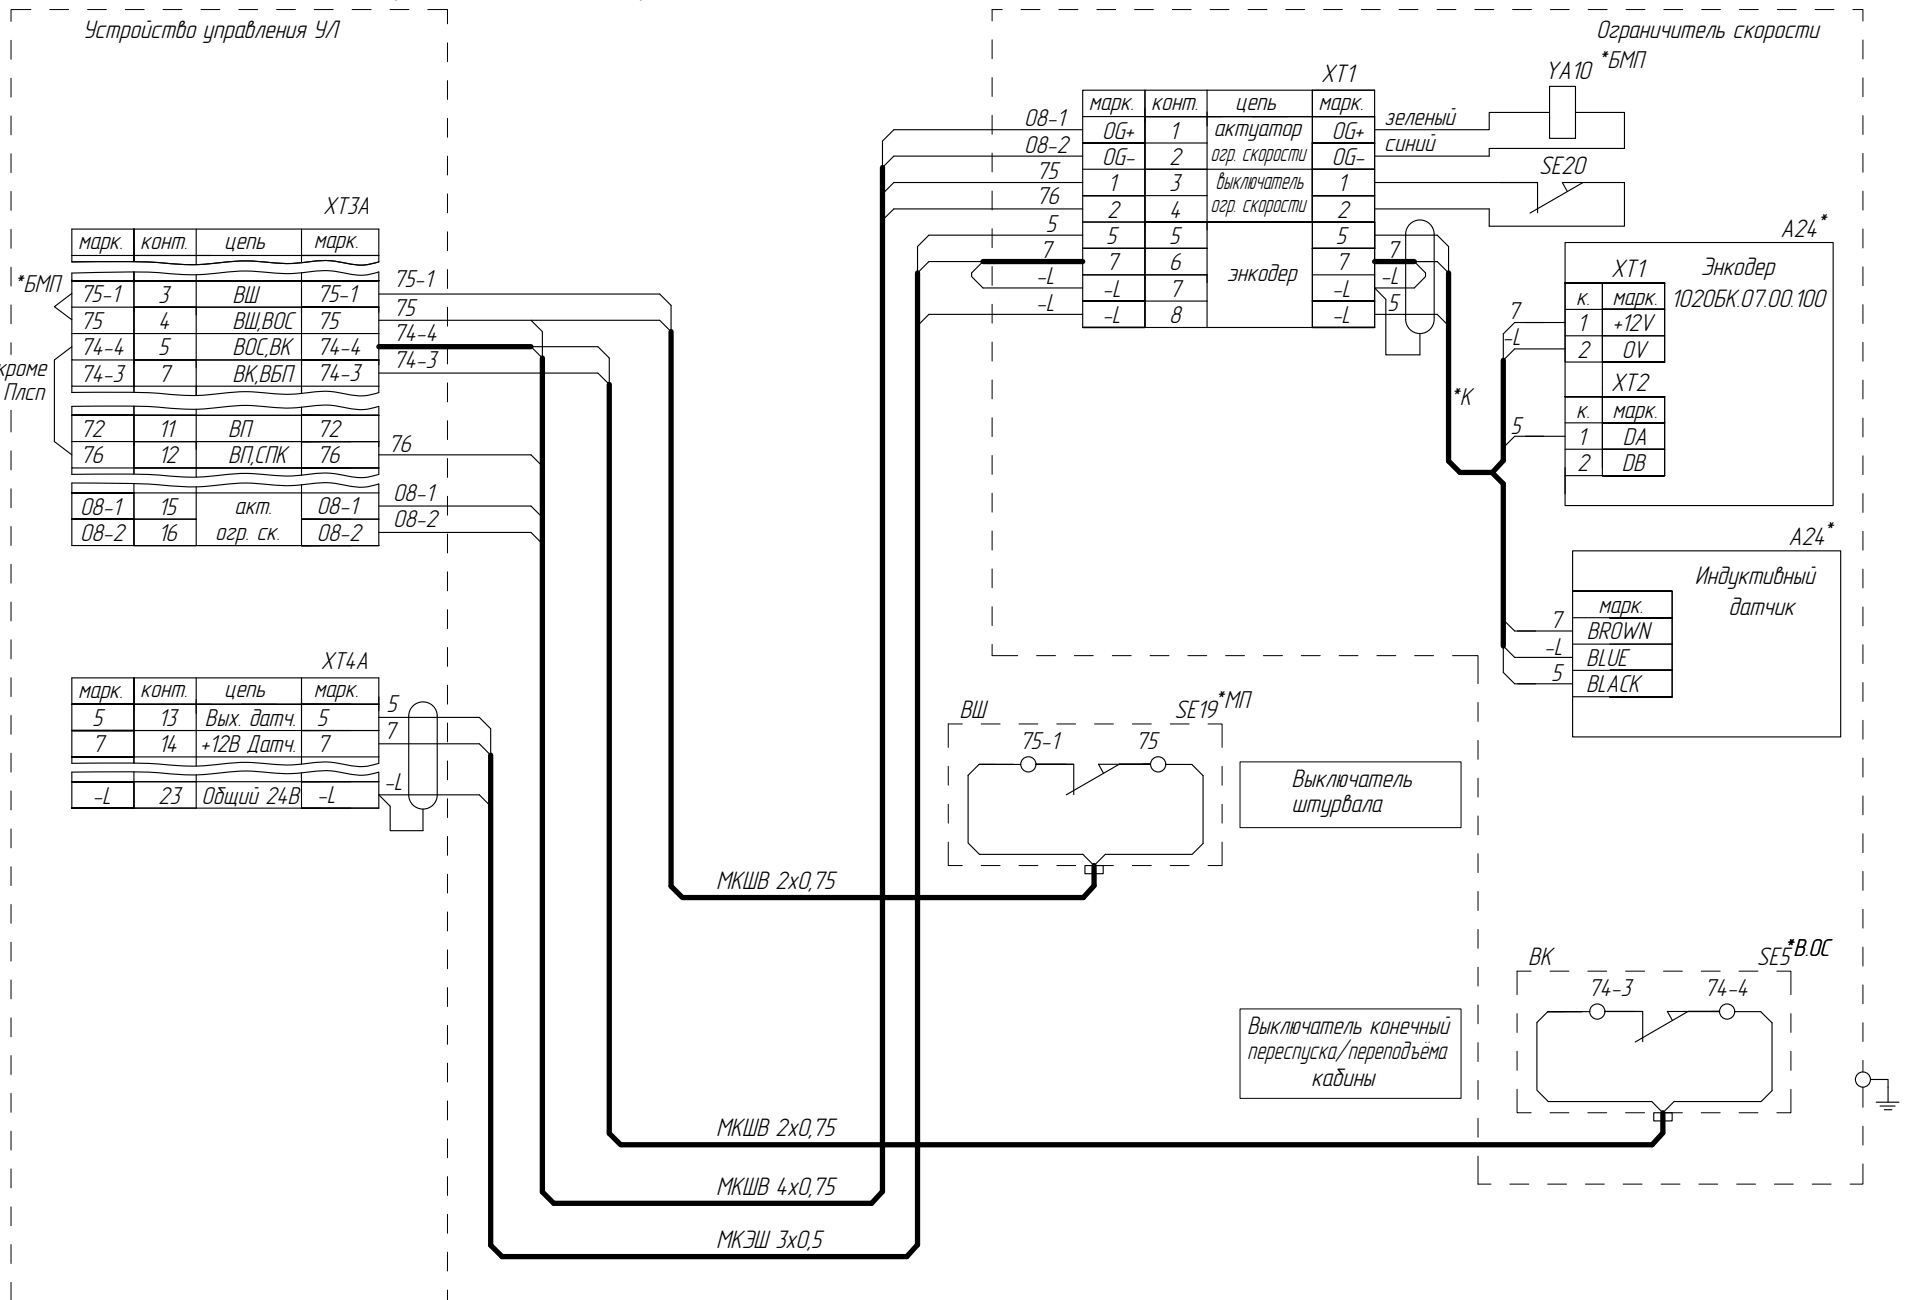 Устройство управления УЛ
XT3A
марк. конт. цепь марк.
*БМП
75-1 3 ВШ 75-1 75-1
75 4 ВШ,ВОС 75 75
74-4 5 ВОС,ВК 74-4 74-4
74-3 7 ВК,ВБП 74-3 74-3
кроме
Плсп
72 11 ВП 72
76 12 ВП,СПК 76 76
08-1 15 акт. 08-1 08-1
08-2 16 огр. ск. 08-2 08-2
XT4A
марк. конт. цепь марк.
5 13 Вых. датч. 5 5
7 14 +12В Датч. 7 7
-L 23 Общий 24В -L -L
МКШВ 2х0,75
МКШВ 2х0,75
МКШВ 4х0,75
МКЭШ 3х0,5
Ограничитель скорости
XT1
марк. конт. цепь марк.
08-1 OG+ 1 актуатор OG+ зеленый
08-2 OG- 2 огр. скорости OG- синий
75 1 3 выключатель 1
76 2 4 огр. скорости 2
5 5 5 5
7 7 6 энкодер 7 7
-L -L 7 -L -L
-L -L 8 -L 5
YA10 *БМП
SE20
*К
A24*
XT1
Энкодер
1020БК.07.00.100
к. марк.
7 1 +12V
-L 2 0V
XT2
к. марк.
5 1 DA
2 DB
A24*
Индуктивный
датчик
марк.
7 BROWN
-L BLUE
5 BLACK
ВШ SE19 *МП
75-1 75
Выключатель
штурвала
ВК SE5 *В.ОС
74-3 74-4
Выключатель конечный
переспуска/переподъёма
кабины